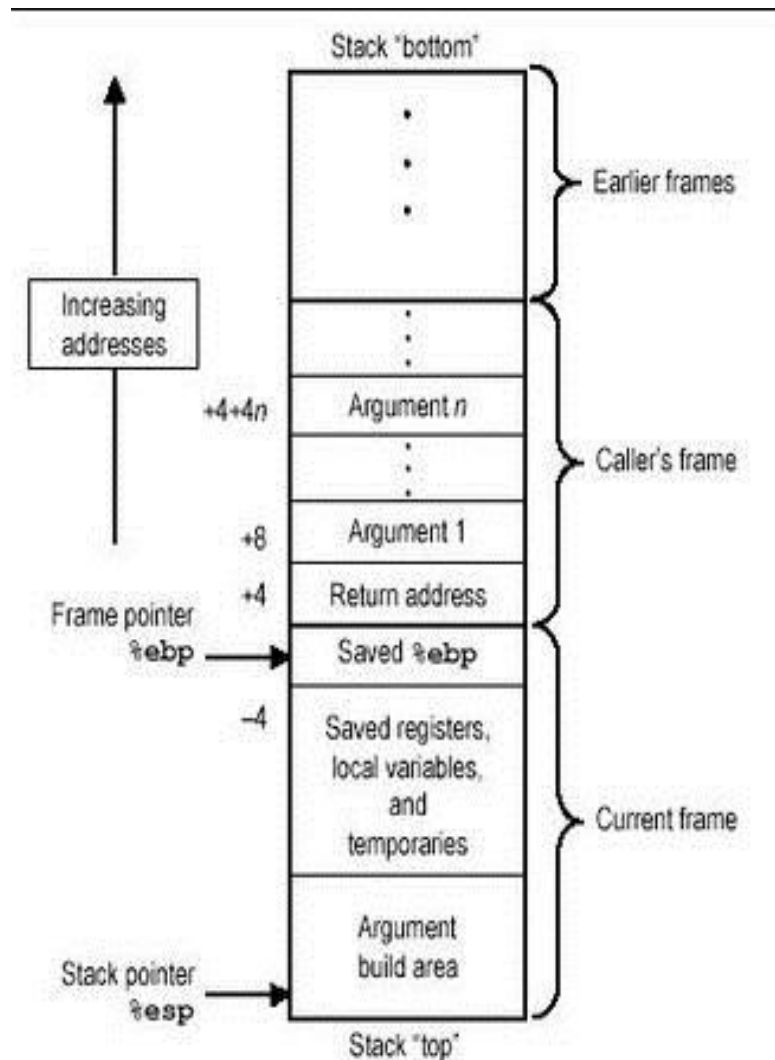 Stack “bottom”
Earlier frames
Increasing
addresses
+4+4n
Argument n
Caller's frame
+8
Argument 1
+4
Return address
Frame pointer
%ebp
Saved %ebp
–4
Saved registers,
local variables,
and
temporaries
Current frame
Argument
build area
Stack pointer
%esp
Stack “top”